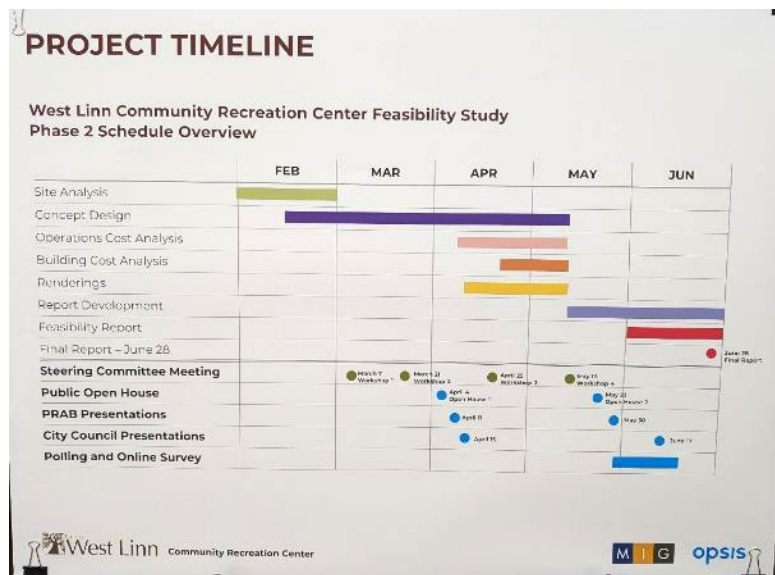 PROJECT TIMELINE
West Linn Community Recreation Center Feasibility Study
Phase 2 Schedule Overview
FEB MAR APR MAY JUN
Site Analysis
Concept Design
Operations Cost Analysis
Building Cost Analysis
Renderings
Report Development
Feasibility Report
Final Report – June 28
June 28
Final Report
Steering Committee Meeting
March 7
Workshop 1
March 21
Workshop 2
April 25
Workshop 3
May 13
Workshop 4
Public Open House
April 4
Open House 1
May 23
Open House 2
PRAB Presentations
April 11
May 30
City Council Presentations
April 15
June 17
Polling and Online Survey
West Linn Community Recreation Center
MIG
opsis